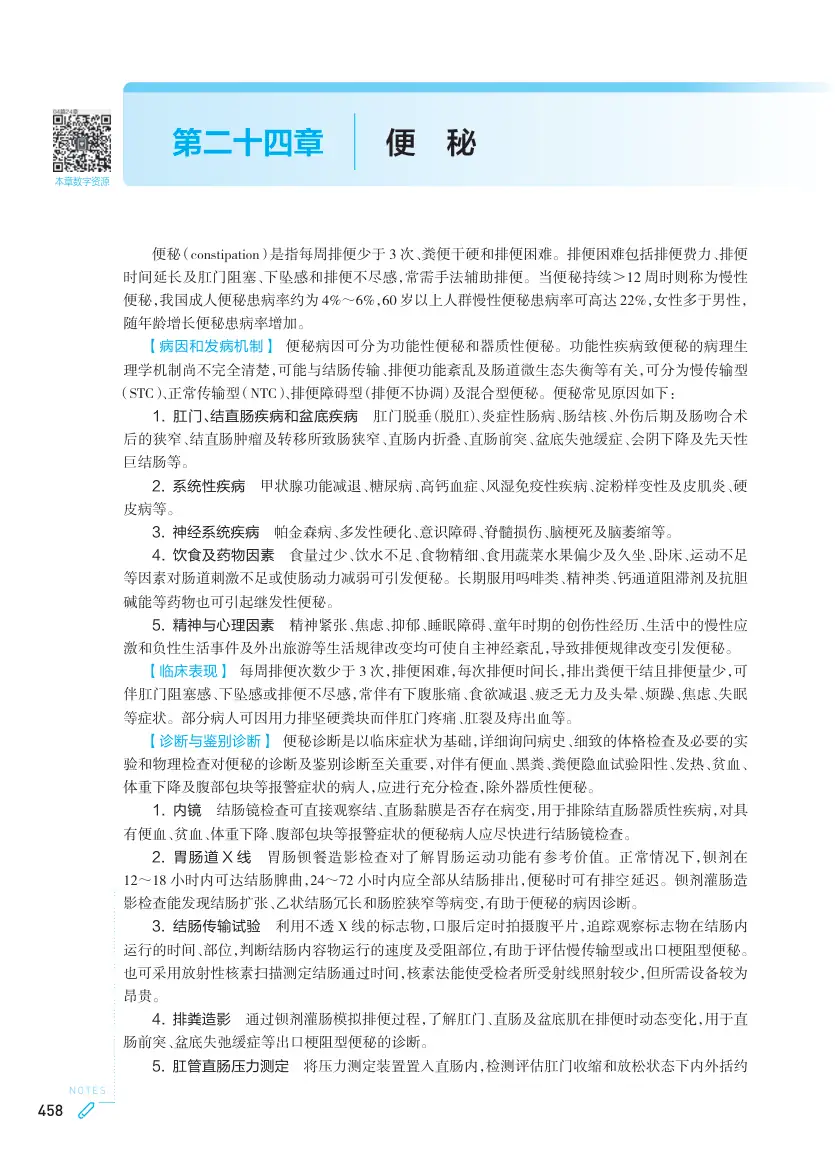 本章数字资源
第二十四章 便 秘
便秘(constipation)是指每周排便少于 3 次、粪便干硬和排便困难。排便困难包括排便费力、排便
时间延长及肛门阻塞、下坠感和排便不尽感,常需手法辅助排便。当便秘持续>12 周时则称为慢性
便秘,我国成人便秘患病率约为 4%～6%,60 岁以上人群慢性便秘患病率可高达 22%,女性多于男性,
随年龄增长便秘患病率增加。
【病因和发病机制】 便秘病因可分为功能性便秘和器质性便秘。功能性疾病致便秘的病理生
理学机制尚不完全清楚,可能与结肠传输、排便功能紊乱及肠道微生态失衡等有关,可分为慢传输型
(STC)、正常传输型(NTC)、排便障碍型(排便不协调)及混合型便秘。便秘常见原因如下:
1. 肛门、结直肠疾病和盆底疾病 肛门脱垂(脱肛)、炎症性肠病、肠结核、外伤后期及肠吻合术
后的狭窄、结直肠肿瘤及转移所致肠狭窄、直肠内折叠、直肠前突、盆底失弛缓症、会阴下降及先天性
巨结肠等。
2. 系统性疾病 甲状腺功能减退、糖尿病、高钙血症、风湿免疫性疾病、淀粉样变性及皮肌炎、硬
皮病等。
3. 神经系统疾病 帕金森病、多发性硬化、意识障碍、脊髓损伤、脑梗死及脑萎缩等。
4. 饮食及药物因素 食量过少、饮水不足、食物精细、食用蔬菜水果偏少及久坐、卧床、运动不足
等因素对肠道刺激不足或使肠动力减弱可引发便秘。长期服用吗啡类、精神类、钙通道阻滞剂及抗胆
碱能等药物也可引起继发性便秘。
5. 精神与心理因素 精神紧张、焦虑、抑郁、睡眠障碍、童年时期的创伤性经历、生活中的慢性应
激和负性生活事件及外出旅游等生活规律改变均可使自主神经紊乱,导致排便规律改变引发便秘。
【临床表现】 每周排便次数少于 3 次,排便困难,每次排便时间长,排出粪便干结且排便量少,可
伴肛门阻塞感、下坠感或排便不尽感,常伴有下腹胀痛、食欲减退、疲乏无力及头晕、烦躁、焦虑、失眠
等症状。部分病人可因用力排坚硬粪块而伴肛门疼痛、肛裂及痔出血等。
【诊断与鉴别诊断】 便秘诊断是以临床症状为基础,详细询问病史、细致的体格检查及必要的实
验和物理检查对便秘的诊断及鉴别诊断至关重要,对伴有便血、黑粪、粪便隐血试验阳性、发热、贫血、
体重下降及腹部包块等报警症状的病人,应进行充分检查,除外器质性便秘。
1. 内镜 结肠镜检查可直接观察结、直肠黏膜是否存在病变,用于排除结直肠器质性疾病,对具
有便血、贫血、体重下降、腹部包块等报警症状的便秘病人应尽快进行结肠镜检查。
2. 胃肠道 X 线 胃肠钡餐造影检查对了解胃肠运动功能有参考价值。正常情况下,钡剂在
12～18 小时内可达结肠脾曲,24～72 小时内应全部从结肠排出,便秘时可有排空延迟。钡剂灌肠造
影检查能发现结肠扩张、乙状结肠冗长和肠腔狭窄等病变,有助于便秘的病因诊断。
3. 结肠传输试验 利用不透 X 线的标志物,口服后定时拍摄腹平片,追踪观察标志物在结肠内
运行的时间、部位,判断结肠内容物运行的速度及受阻部位,有助于评估慢传输型或出口梗阻型便秘。
也可采用放射性核素扫描测定结肠通过时间,核素法能使受检者所受射线照射较少,但所需设备较为
昂贵。
4. 排粪造影 通过钡剂灌肠模拟排便过程,了解肛门、直肠及盆底肌在排便时动态变化,用于直
肠前突、盆底失弛缓症等出口梗阻型便秘的诊断。
5. 肛管直肠压力测定 将压力测定装置置入直肠内,检测评估肛门收缩和放松状态下内外括约
NOTES
458